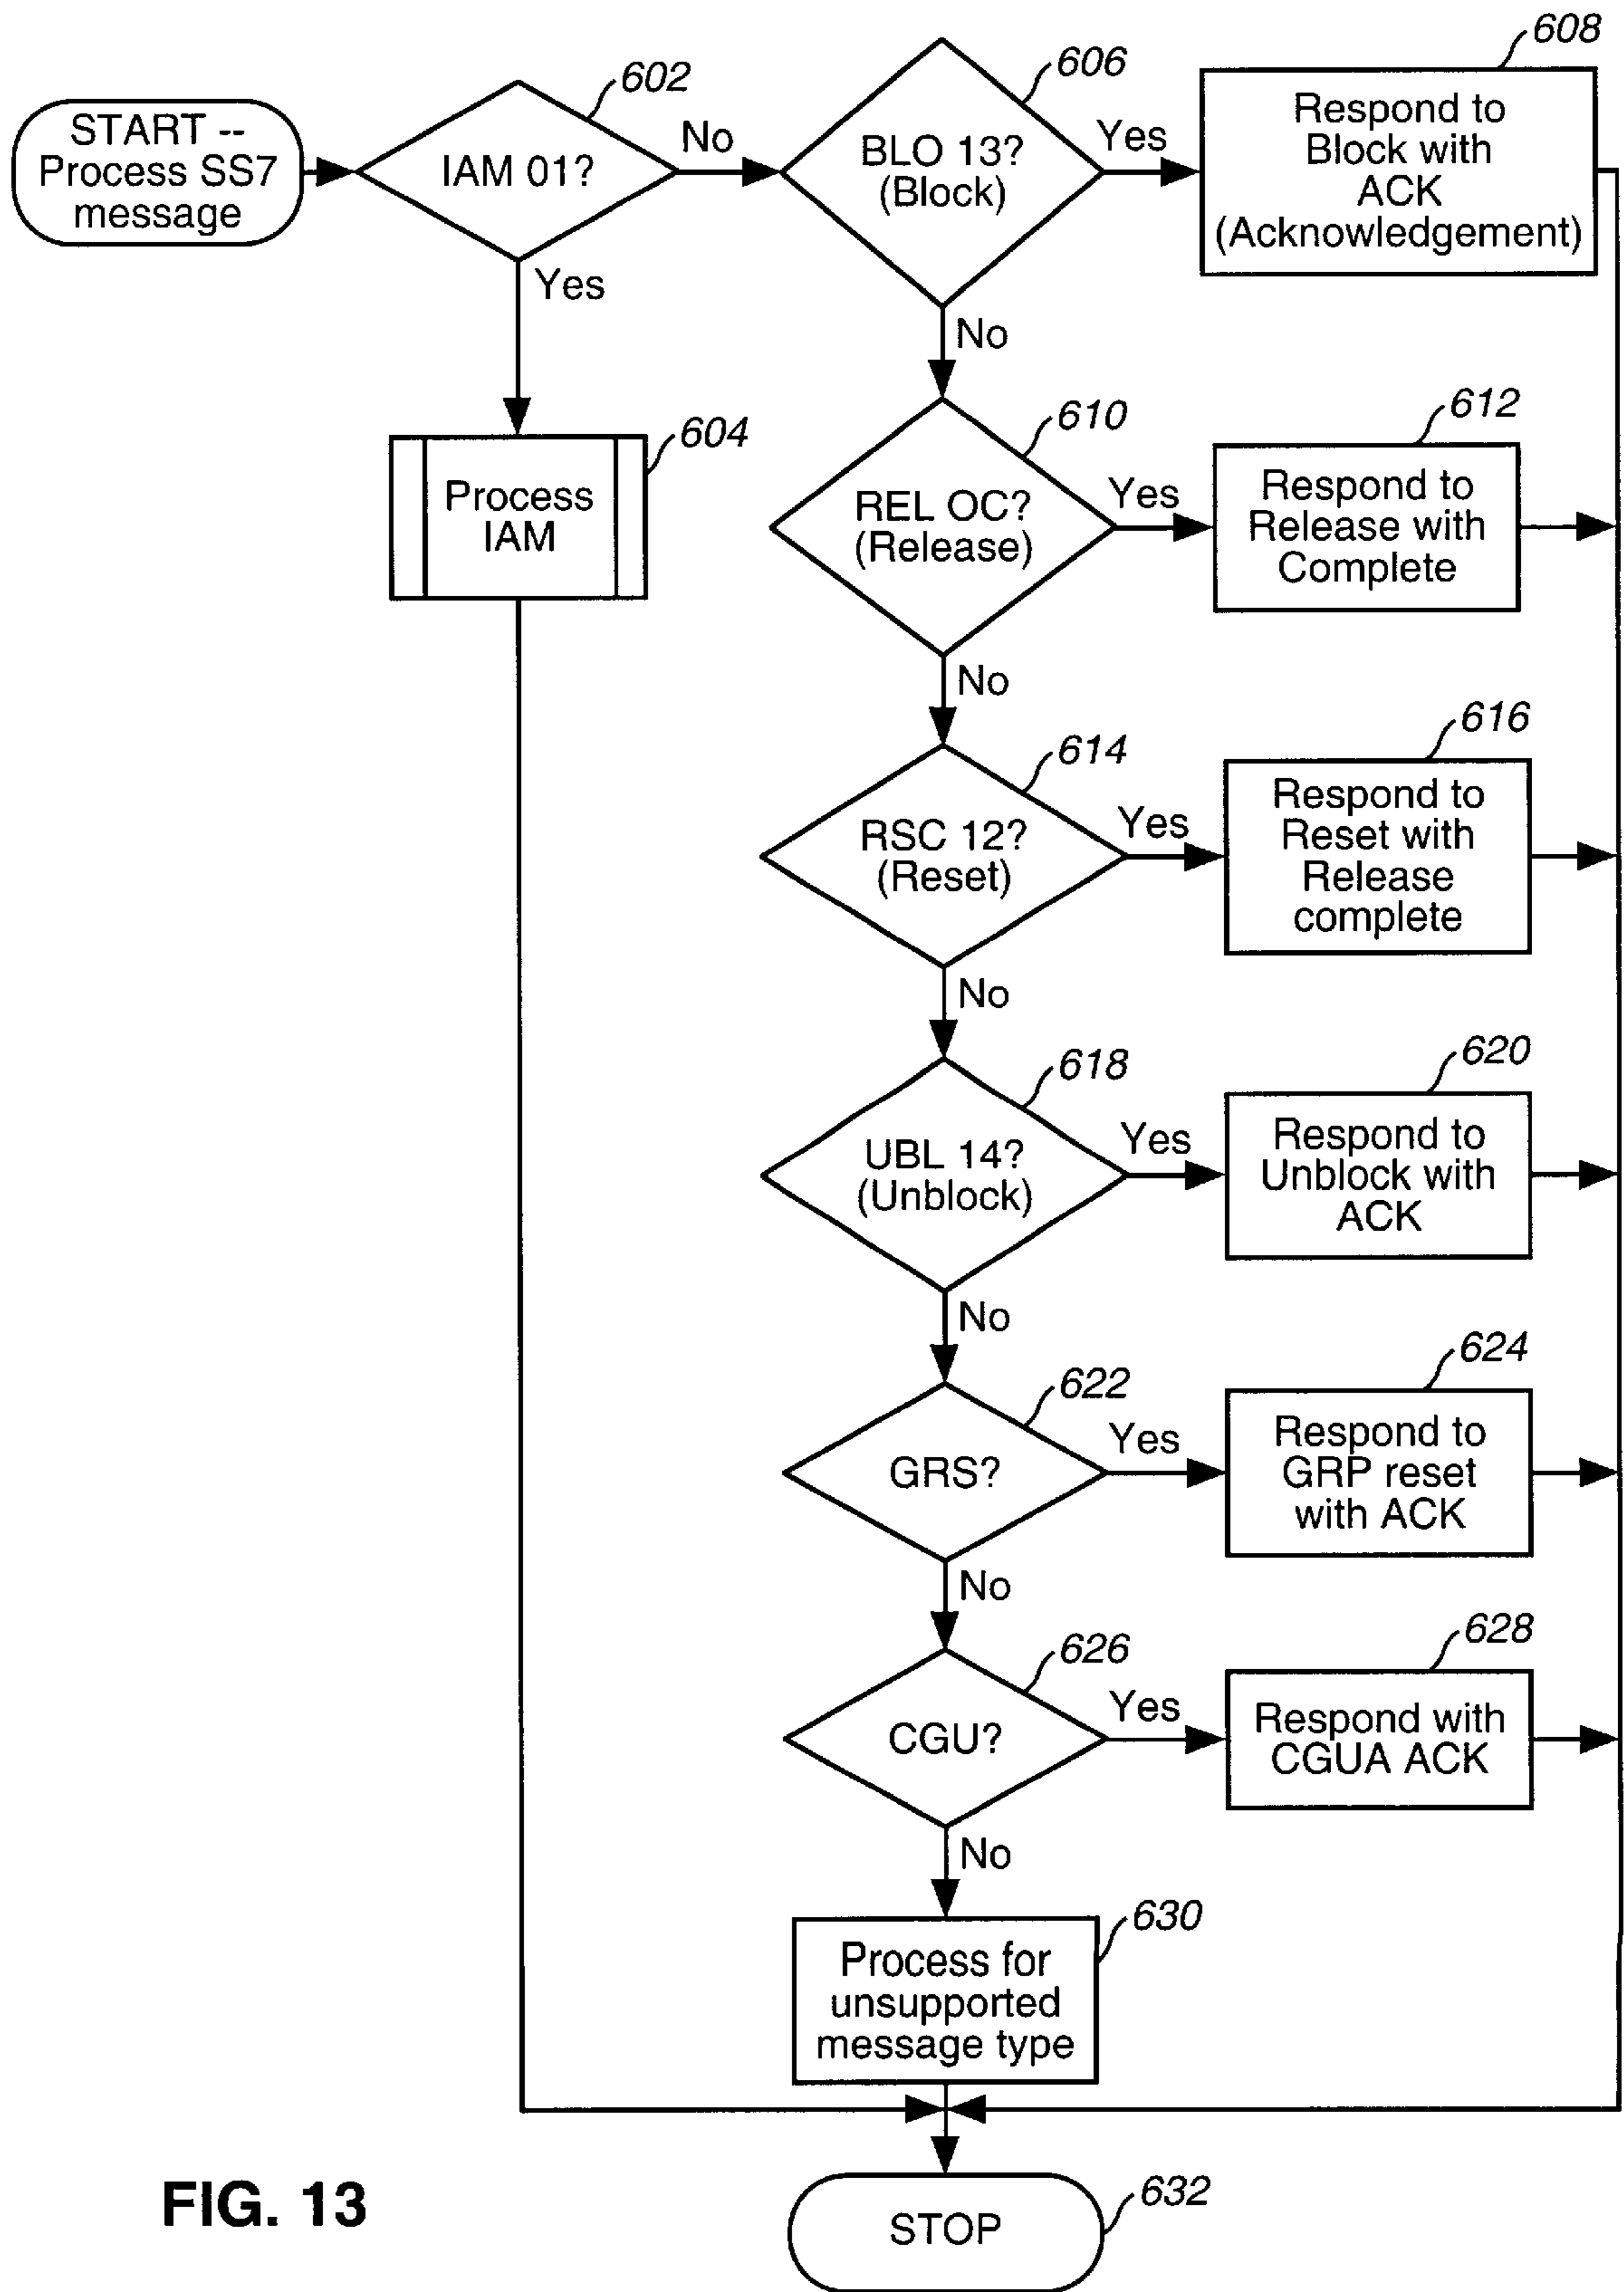 START --
Process SS7
message
602
IAM 01?
No
Yes
606
BLO 13?
(Block)
Yes
No
608
Respond to
Block with
ACK
(Acknowledgement)
604
Process
IAM
610
REL OC?
(Release)
Yes
No
612
Respond to
Release with
Complete
614
RSC 12?
(Reset)
Yes
No
616
Respond to
Reset with
Release
complete
618
UBL 14?
(Unblock)
Yes
No
620
Respond to
Unblock with
ACK
622
GRS?
Yes
No
624
Respond to
GRP reset
with ACK
626
CGU?
Yes
No
628
Respond with
CGUA ACK
630
Process for
unsupported
message type
632
STOP
FIG. 13